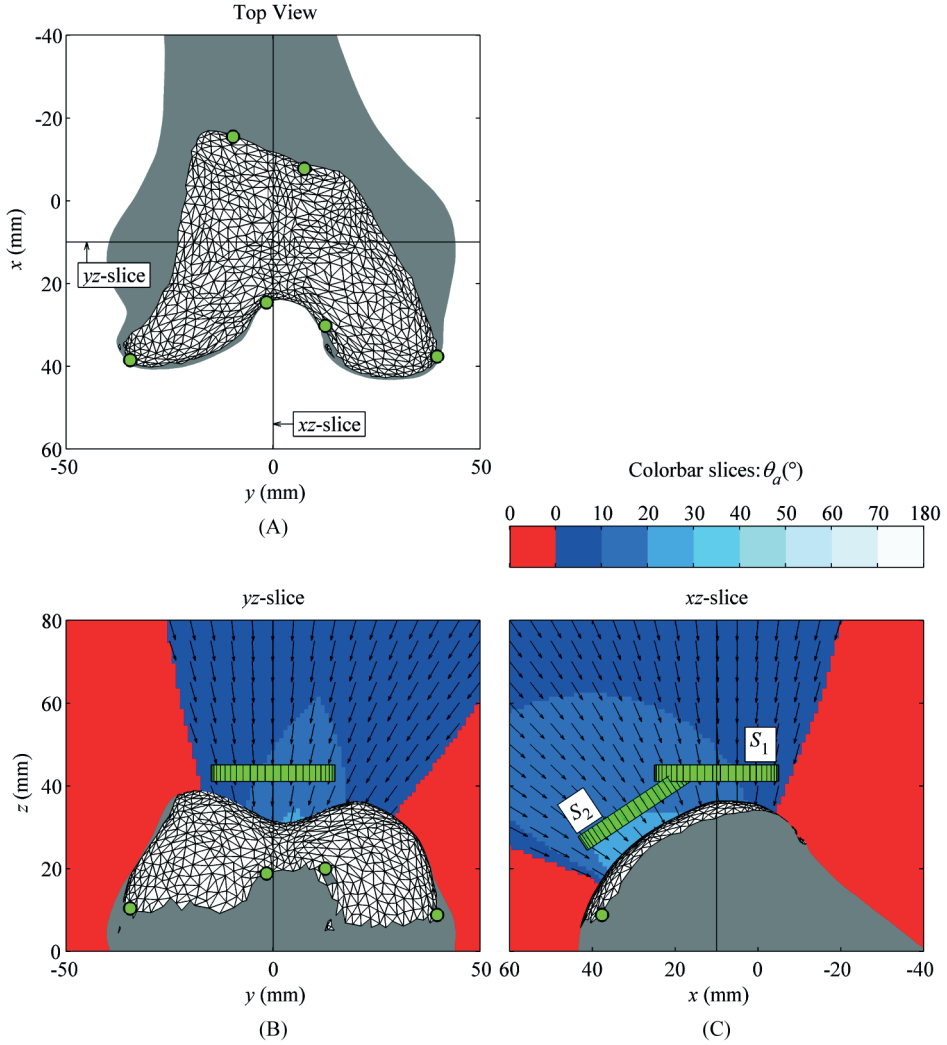 Top View
-40
-20
0
20
40
60
x (mm)
yz-slice
xz-slice
-50 0 50
y (mm)
(A)
Colorbar slices: θa(°)
0 0 10 20 30 35 40 50 60 70 180
yz-slice
80
60
40
20
0
z (mm)
-50 0 50
y (mm)
(B)
xz-slice
S1
S2
60 40 20 0 -20 -40
x (mm)
(C)